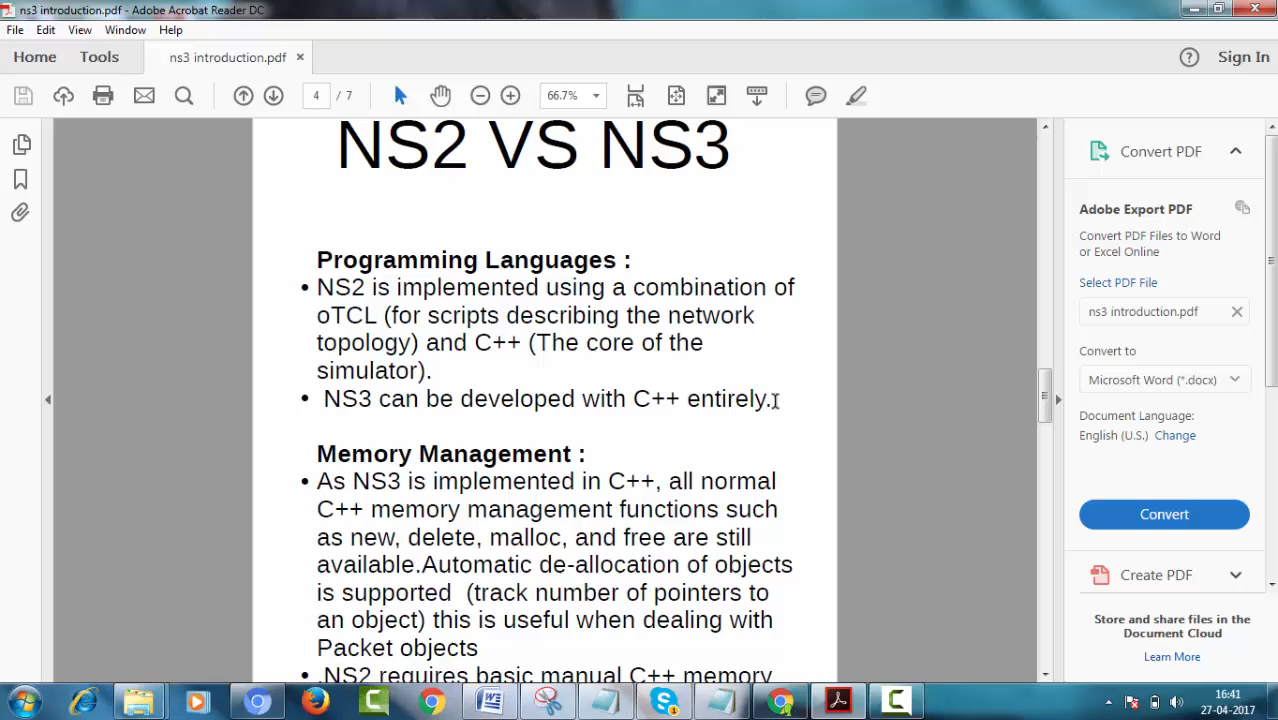 ns3 introduction.pdf - Adobe Acrobat Reader DC
File Edit View Window Help
Home Tools ns3 introduction.pdf × ? Sign In
4 / 7 66.7%
NS2 VS NS3
Programming Languages :
• NS2 is implemented using a combination of
oTCL (for scripts describing the network
topology) and C++ (The core of the
simulator).
• NS3 can be developed with C++ entirely.
Memory Management :
• As NS3 is implemented in C++, all normal
C++ memory management functions such
as new, delete, malloc, and free are still
available.Automatic de-allocation of objects
is supported (track number of pointers to
an object) this is useful when dealing with
Packet objects
• .NS2 requires basic manual C++ memory
Convert PDF
Adobe Export PDF
Convert PDF Files to Word
or Excel Online
Select PDF File
ns3 introduction.pdf ×
Convert to
Microsoft Word (*.docx)
Document Language:
English (U.S.) Change
Convert
Create PDF
Store and share files in the
Document Cloud
Learn More
16:41
27-04-2017